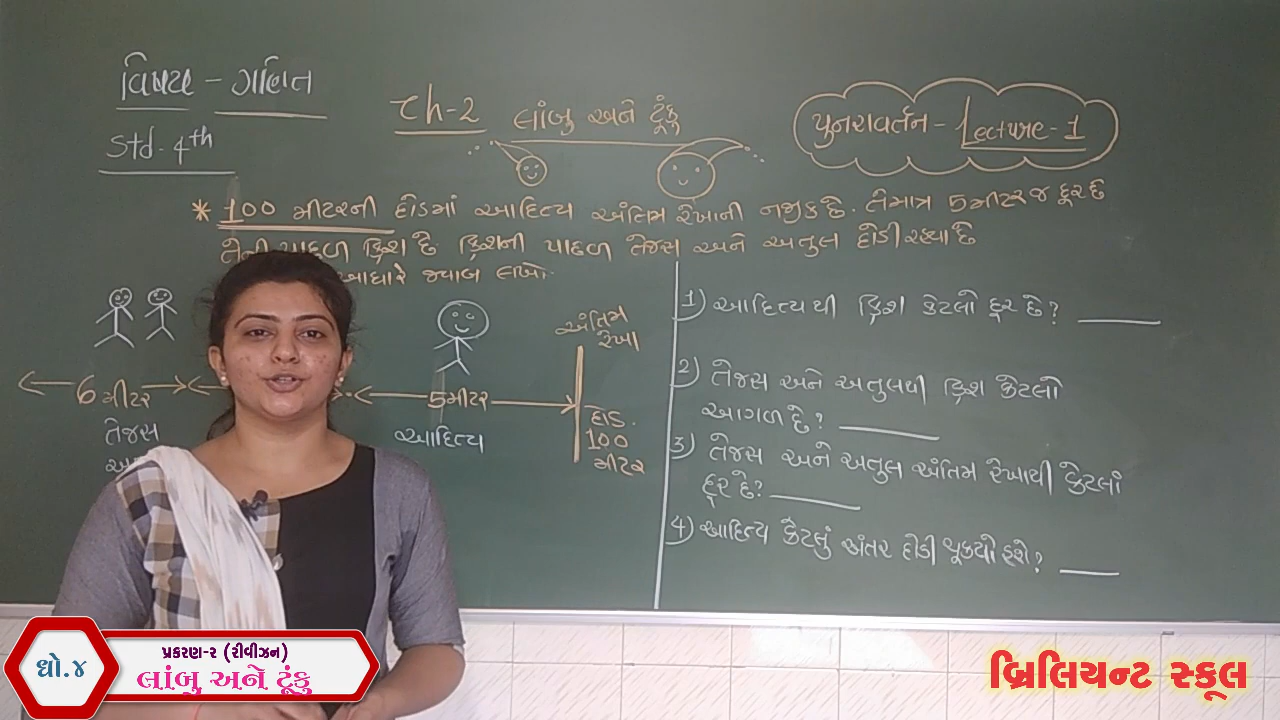 વિષય - ગણિત
Std- 4th
Ch-2 લાંબુ અને ટૂંકુ
પુનરાવર્તન - Lecture - 1
* 100 મીટરની દોડમાં આદિત્ય અંતિમ રેખાની નજીક છે. તે માત્ર 5 મીટર જ દૂર છે
ક્રિશ છે. ક્રિશની પાછળ તેજસ અને અતુલ દોડી રહ્યા છે
આધારે જવાબ લખો.
6 મીટર
5 મીટર
અંતિમ
રેખા
તેજસ
આદિત્ય
દોડ.
100
મીટર
1) આદિત્ય થી ક્રિશ કેટલો દૂર છે?
2) તેજસ અને અતુલથી ક્રિશ કેટલો
આગળ છે?
3) તેજસ અને અતુલ અંતિમ રેખાથી કેટલાં
દૂર છે?
4) આદિત્ય કેટલું અંતર દોડી ચૂક્યો હશે?
ધો.૪
પ્રકરણ-૨ (રીવીઝન)
લાંબુ અને ટૂંકુ
બ્રિલિયન્ટ સ્કૂલ